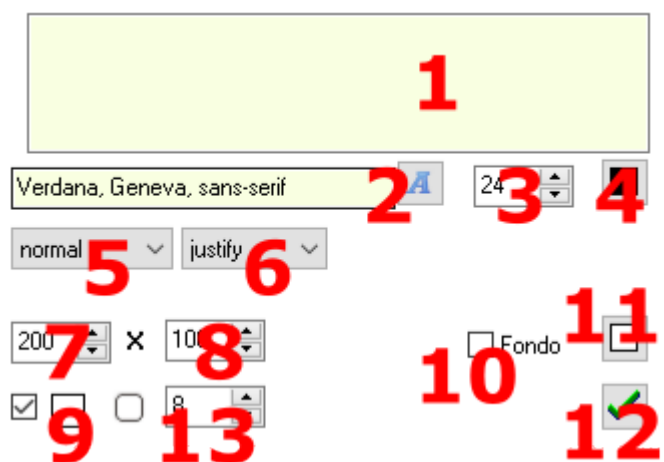 1
Verdana, Geneva, sans-serif 2 A 24 3 4
normal 5 justify 6
200 7 x 100 8 10 Fondo 11
9 8 13 12